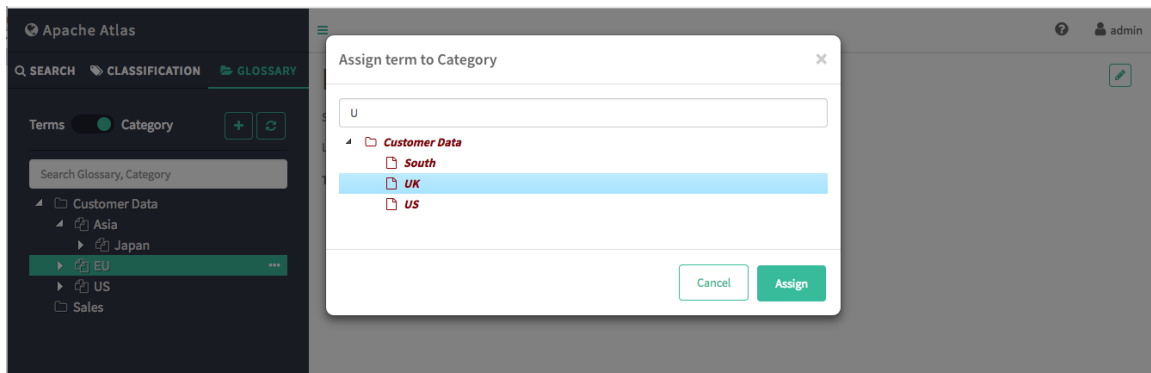 Apache Atlas
admin
SEARCH CLASSIFICATION GLOSSARY
Terms Category
Search Glossary, Category
Customer Data
Asia
Japan
EU
US
Sales
Assign term to Category
U
Customer Data
South
UK
US
Cancel Assign